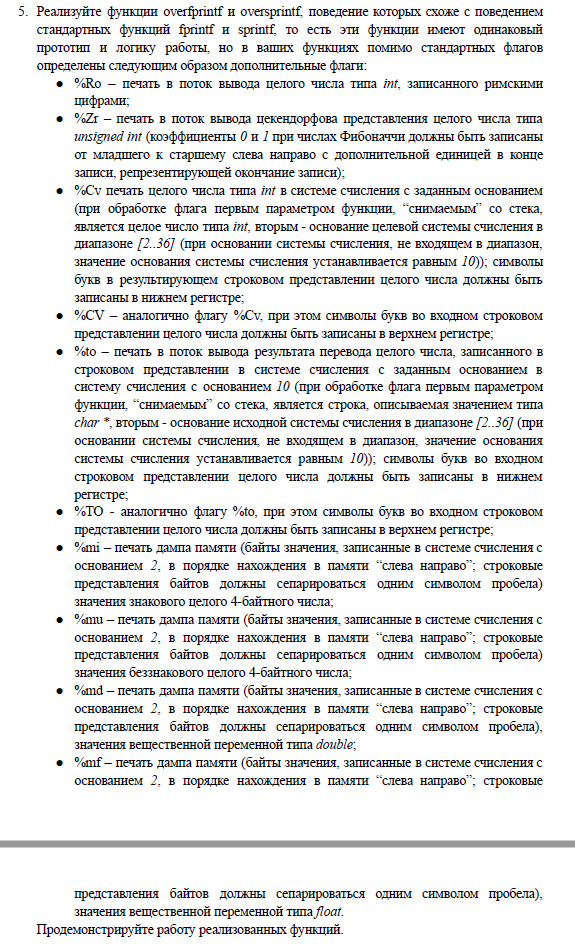 5. Реализуйте функции overfprintf и oversprintf, поведение которых схоже с поведением
стандартных функций fprintf и sprintf, то есть эти функции имеют одинаковый
прототип и логику работы, но в ваших функциях помимо стандартных флагов
определены следующим образом дополнительные флаги:
● %Ro – печать в поток вывода целого числа типа int, записанного римскими
цифрами;
● %Zr – печать в поток вывода цекендорфова представления целого числа типа
unsigned int (коэффициенты 0 и 1 при числах Фибоначчи должны быть записаны
от младшего к старшему слева направо с дополнительной единицей в конце
записи, репрезентирующей окончание записи);
● %Cv печать целого числа типа int в системе счисления с заданным основанием
(при обработке флага первым параметром функции, “снимаемым” со стека,
является целое число типа int, вторым - основание целевой системы счисления в
диапазоне [2..36] (при основании системы счисления, не входящем в диапазон,
значение основания системы счисления устанавливается равным 10)); символы
букв в результирующем строковом представлении целого числа должны быть
записаны в нижнем регистре;
● %CV – аналогично флагу %Cv, при этом символы букв во входном строковом
представлении целого числа должны быть записаны в верхнем регистре;
● %to – печать в поток вывода результата перевода целого числа, записанного в
строковом представлении в системе счисления с заданным основанием в
систему счисления с основанием 10 (при обработке флага первым параметром
функции, “снимаемым” со стека, является строка, описываемая значением типа
char *, вторым - основание исходной системы счисления в диапазоне [2..36] (при
основании системы счисления, не входящем в диапазон, значение основания
системы счисления устанавливается равным 10)); символы букв во входном
строковом представлении целого числа должны быть записаны в нижнем
регистре;
● %TO - аналогично флагу %to, при этом символы букв во входном строковом
представлении целого числа должны быть записаны в верхнем регистре;
● %mi – печать дампа памяти (байты значения, записанные в системе счисления с
основанием 2, в порядке нахождения в памяти “слева направо”; строковые
представления байтов должны сепарироваться одним символом пробела)
значения знакового целого 4-байтного числа;
● %mu – печать дампа памяти (байты значения, записанные в системе счисления с
основанием 2, в порядке нахождения в памяти “слева направо”; строковые
представления байтов должны сепарироваться одним символом пробела)
значения беззнакового целого 4-байтного числа;
● %md – печать дампа памяти (байты значения, записанные в системе счисления с
основанием 2, в порядке нахождения в памяти “слева направо”; строковые
представления байтов должны сепарироваться одним символом пробела),
значения вещественной переменной типа double;
● %mf – печать дампа памяти (байты значения, записанные в системе счисления с
основанием 2, в порядке нахождения в памяти “слева направо”; строковые
представления байтов должны сепарироваться одним символом пробела),
значения вещественной переменной типа float.
Продемонстрируйте работу реализованных функций.